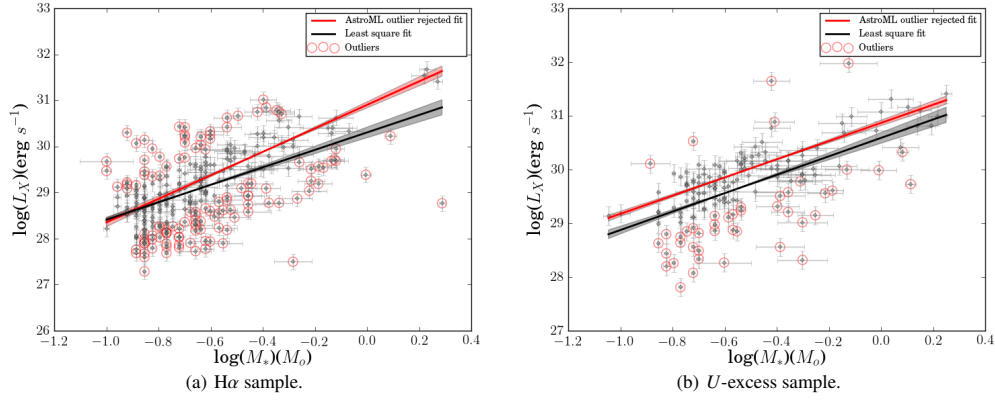 AstroML outlier rejected fit
Least square fit
Outliers
33
32
31
30
29
28
27
26
log(L_X)(erg s⁻¹)
−1.2 −1.0 −0.8 −0.6 −0.4 −0.2 0.0 0.2 0.4
log(M_*)(M_o)
(a) Hα sample.
AstroML outlier rejected fit
Least square fit
Outliers
33
32
31
30
29
28
27
log(L_X)(erg s⁻¹)
−1.2 −1.0 −0.8 −0.6 −0.4 −0.2 0.0 0.2 0.4
log(M_*)(M_o)
(b) U-excess sample.